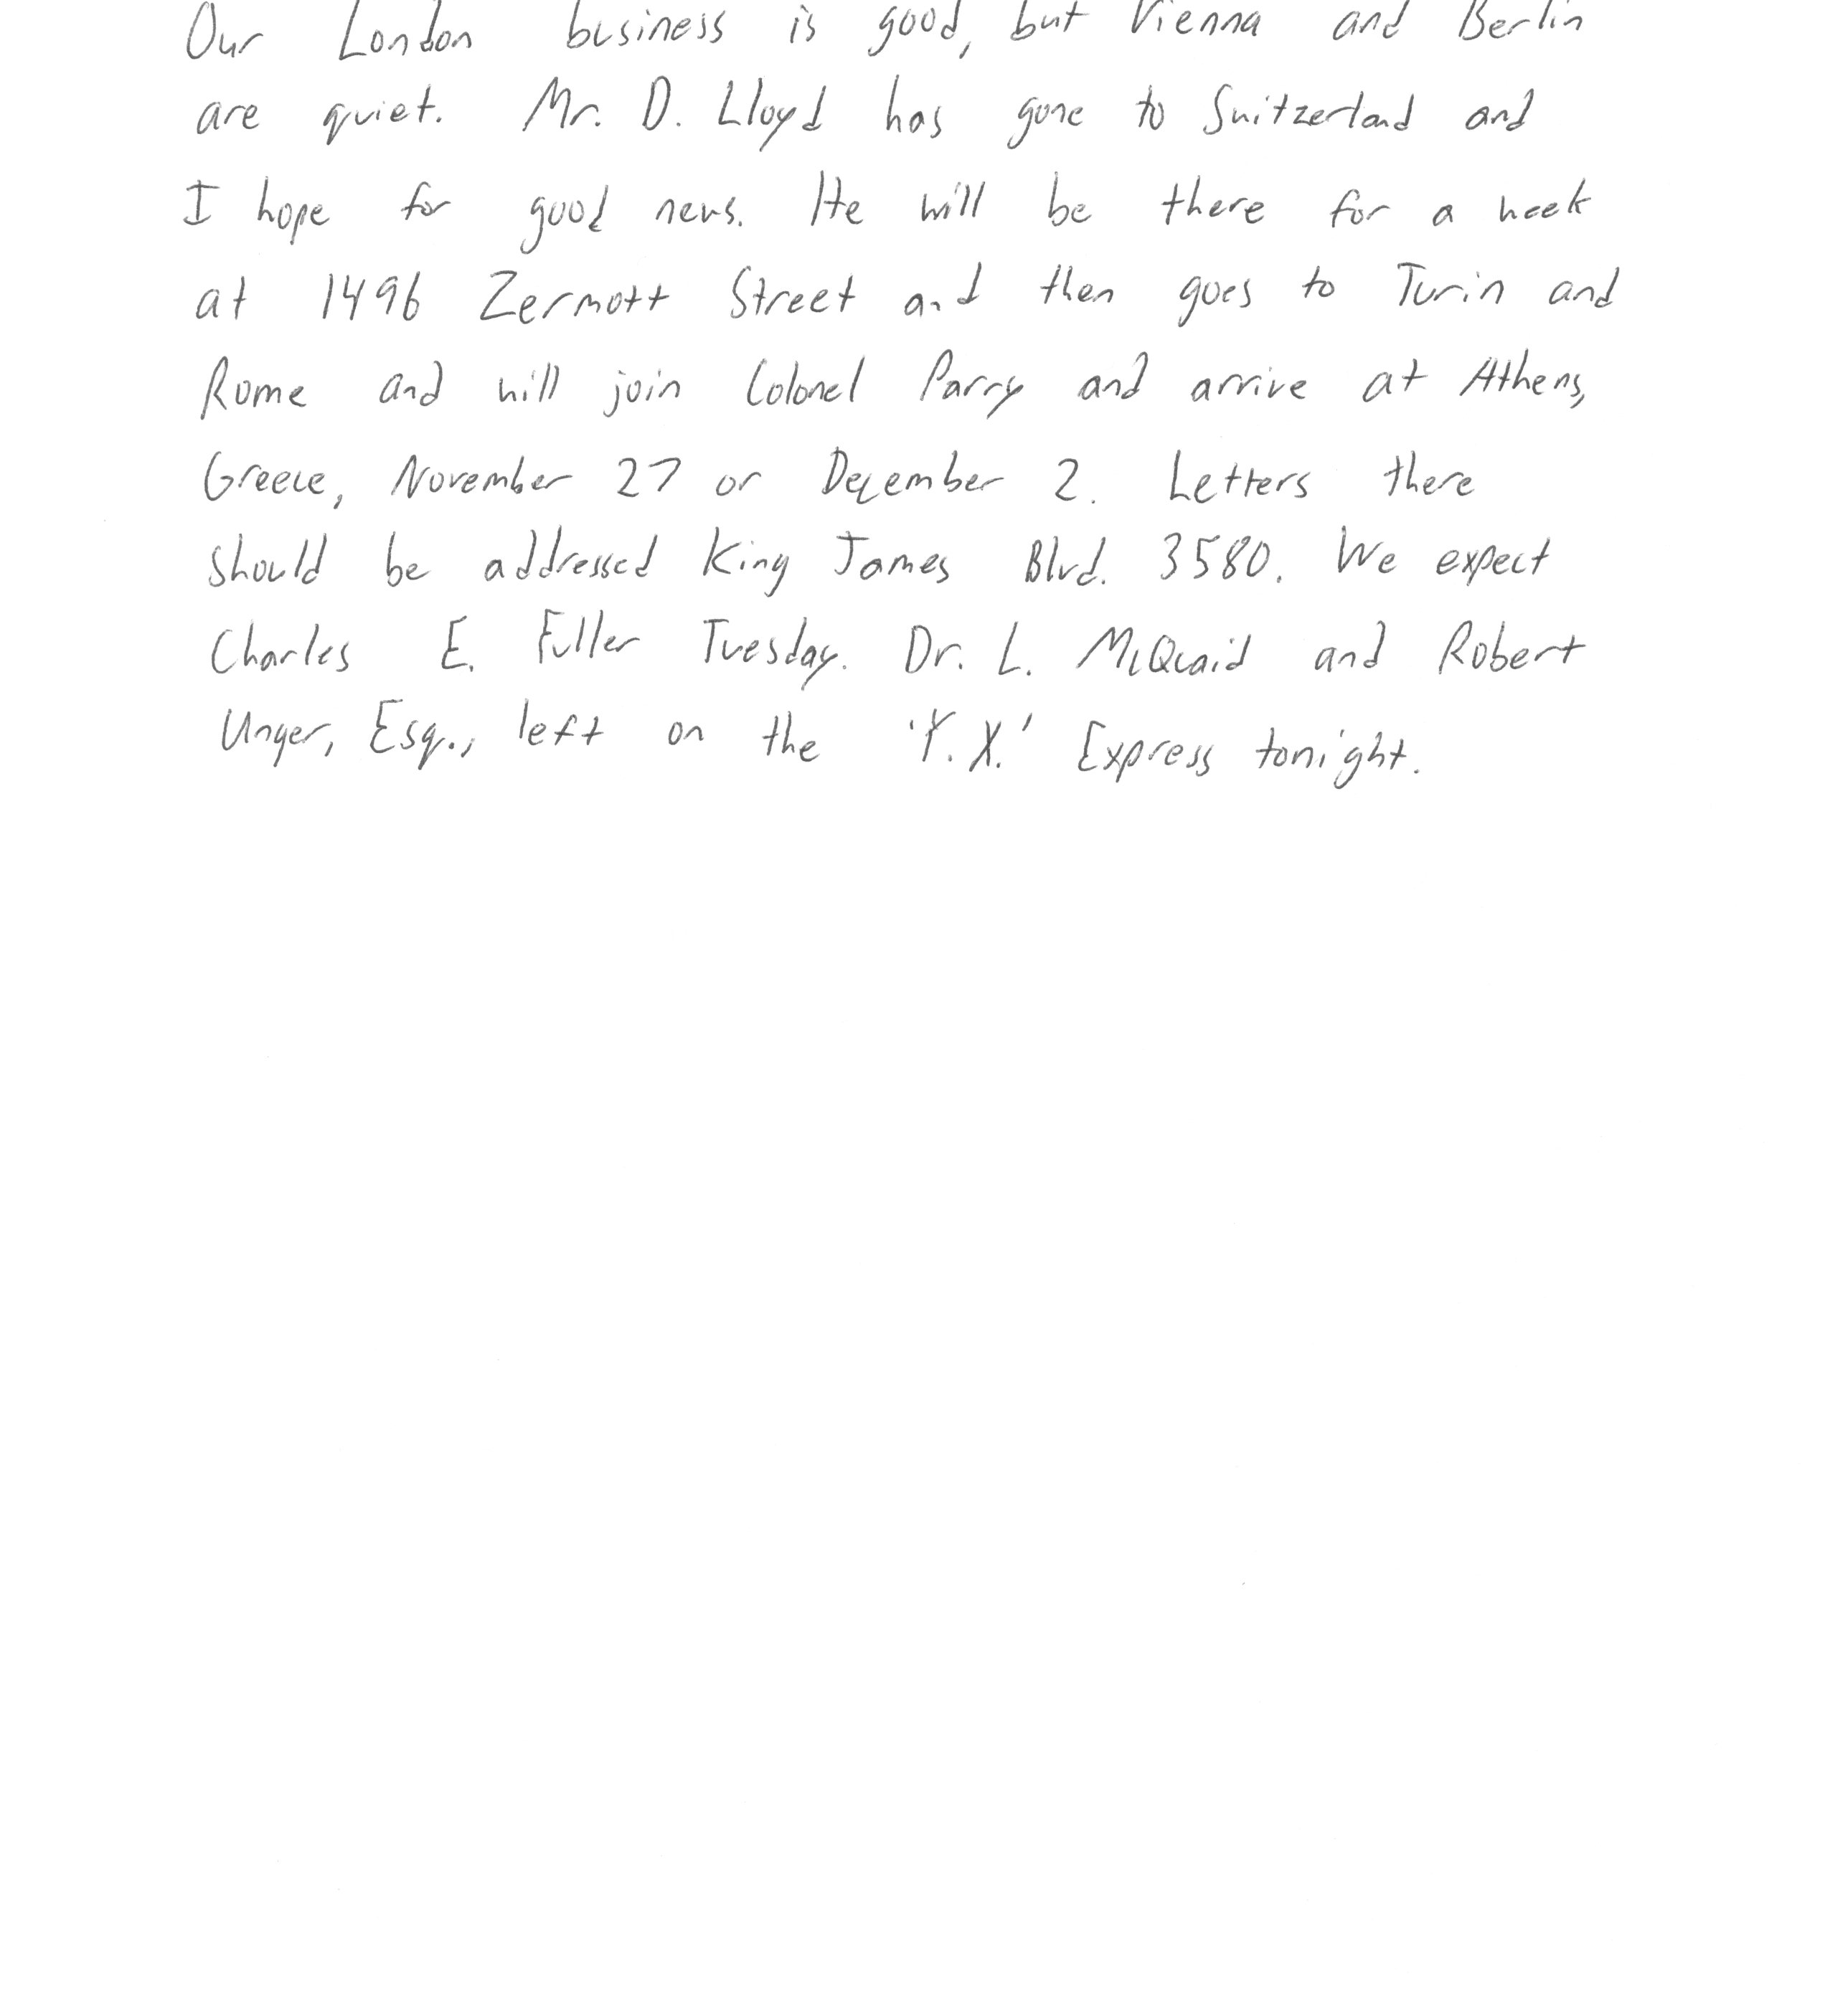 Our London business is good, but Vienna and Berlin
are quiet. Mr. D. Lloyd has gone to Switzerland and
I hope for good news. He will be there for a week
at 1496 Zermott Street and then goes to Turin and
Rome and will join Colonel Parry and arrive at Athens,
Greece, November 27 or December 2. Letters there
should be addressed King James Blvd. 3580. We expect
Charles E. Fuller Tuesday. Dr. L. McQuaid and Robert
Unger, Esq., left on the 'Y.X.' Express tonight.